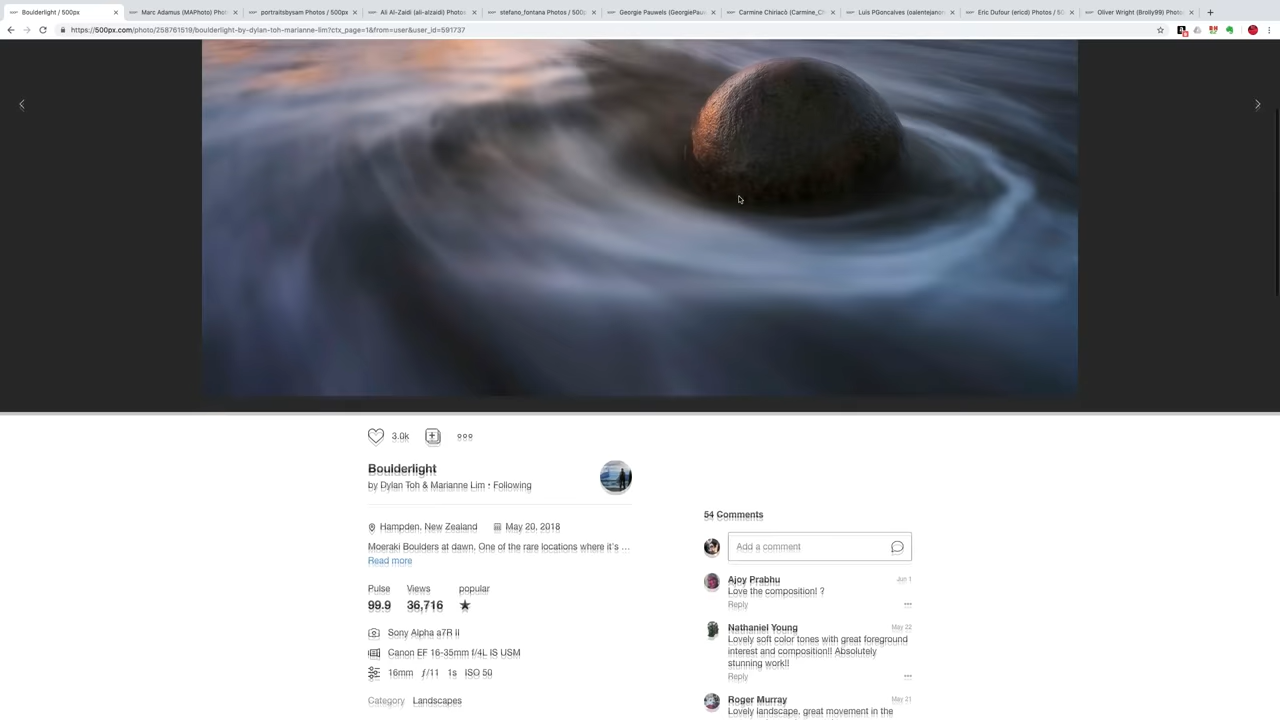 Boulderlight / 500px
Marc Adamus (MAPhoto) Phot
portraitsbysam Photos / 500px
Ali Al-Zaidi (ali-alzaidi) Photos
stefano_fontana Photos / 500p
Georgie Pauwels (GeorgiePau
Carmine Chiriacò (Carmine_Ch
Luis PGoncalves
Eric Dufour (ericd) Photos / 50
Oliver Wright (Brolly99) Photo
https://500px.com/photo/258761519/boulderlight-by-dylan-toh-marianne-lim?ctx_page=1&from=user&user_id=591737
3.0k
Boulderlight
by Dylan Toh & Marianne Lim • Following
Hampden, New Zealand May 20, 2018
Moeraki Boulders at dawn. One of the rare locations where it's ...
Read more
Pulse Views popular
99.9 36,716
Sony Alpha a7R II
Canon EF 16-35mm f/4L IS USM
16mm ƒ/11 1s ISO 50
Category Landscapes
54 Comments
Add a comment
Ajoy Prabhu Jun 1
Love the composition! ?
Reply
Nathaniel Young May 22
Lovely soft color tones with great foreground
interest and composition!! Absolutely
stunning work!!
Reply
Roger Murray May 21
Lovely landscape, great movement in the